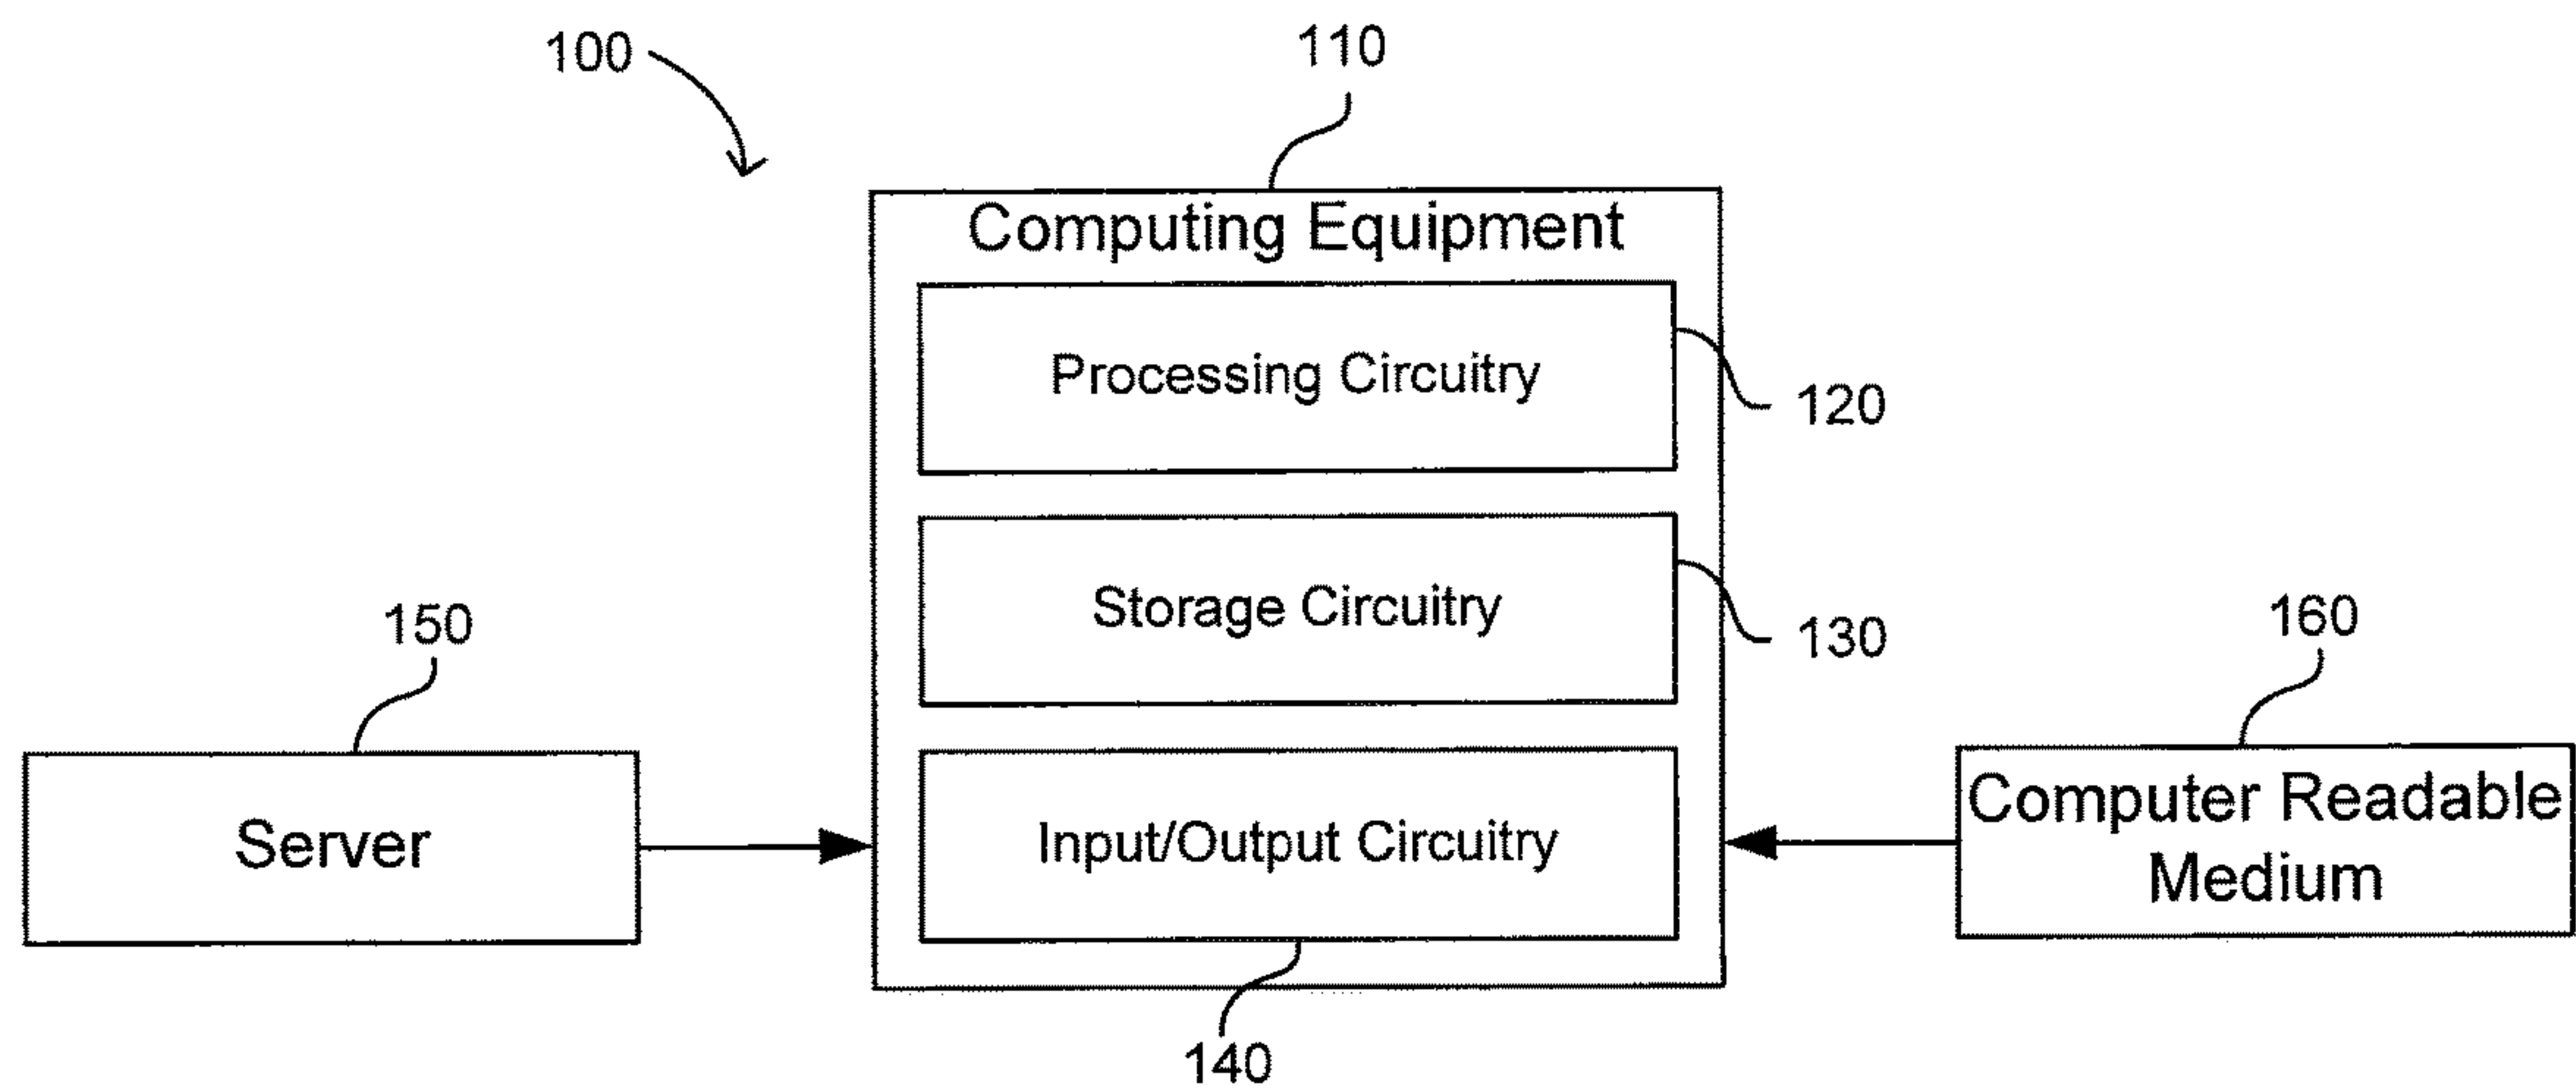 100
110
Computing Equipment
Processing Circuitry
120
Storage Circuitry
130
150
Server
Input/Output Circuitry
140
160
Computer Readable
Medium